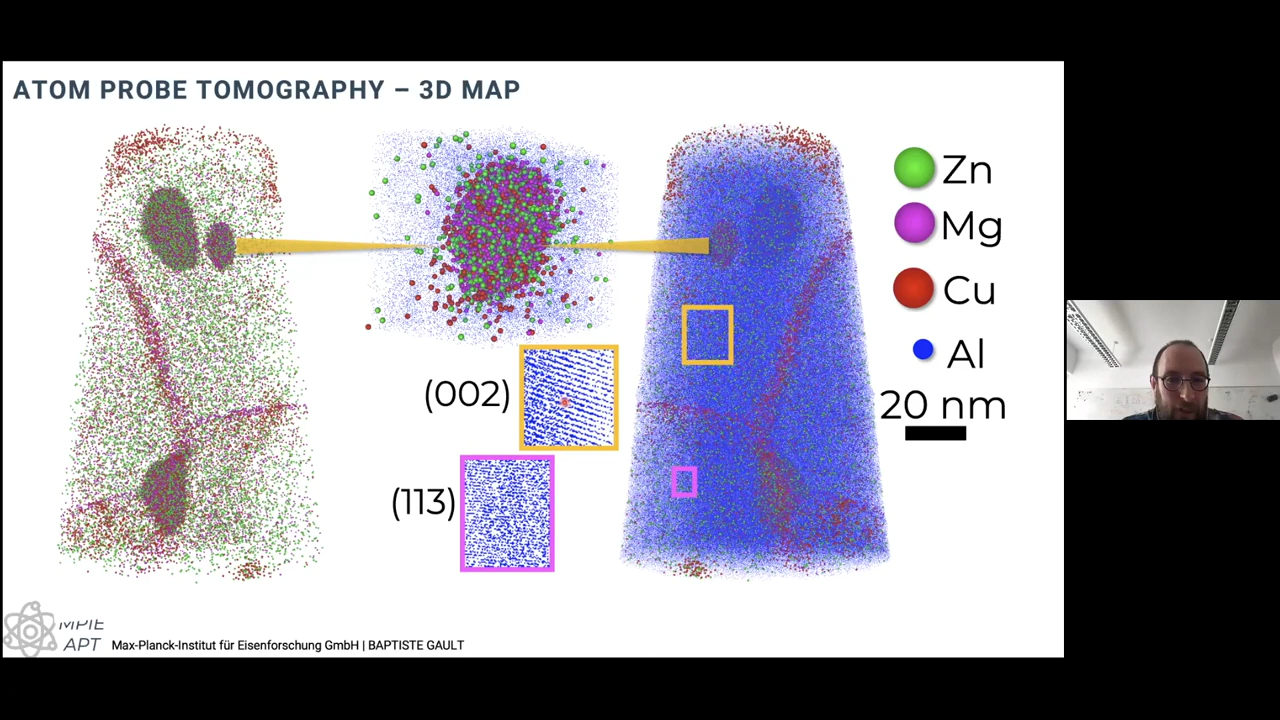 ATOM PROBE TOMOGRAPHY – 3D MAP
Zn
Mg
Cu
Al
20 nm
(002)
(113)
MPIE
APT
Max-Planck-Institut für Eisenforschung GmbH | BAPTISTE GAULT